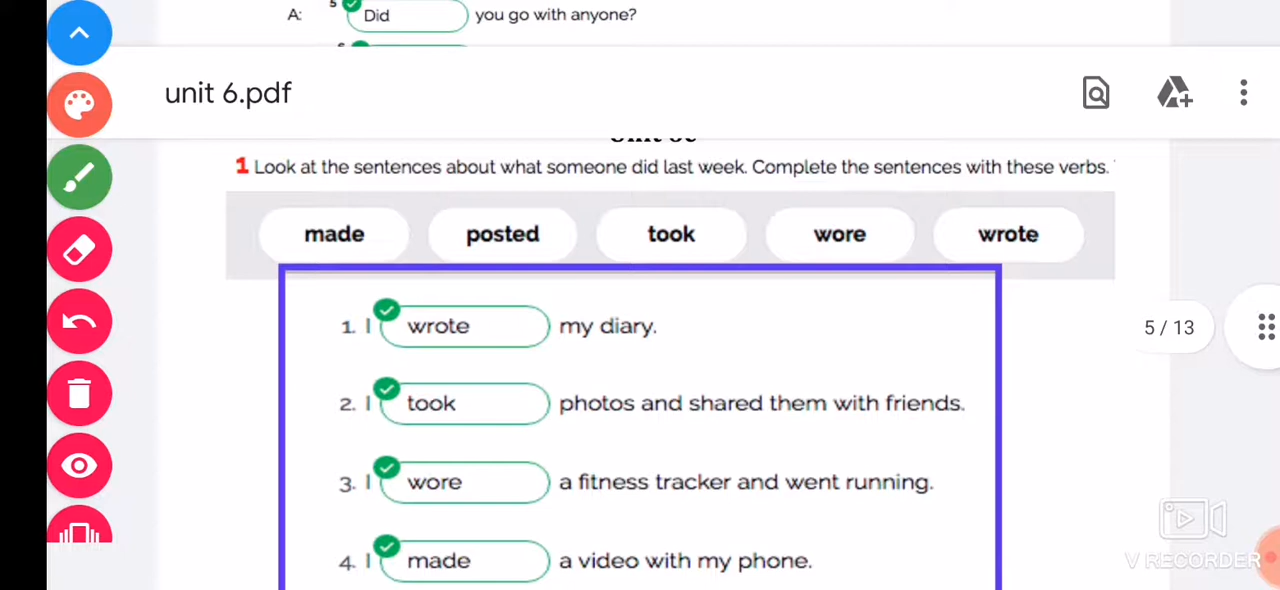 A: 5 Did you go with anyone?
6
unit 6.pdf
1 Look at the sentences about what someone did last week. Complete the sentences with these verbs.
made posted took wore wrote
1. I wrote my diary.
2. I took photos and shared them with friends.
5 / 13
3. I wore a fitness tracker and went running.
4. I made a video with my phone.
V RECORDER